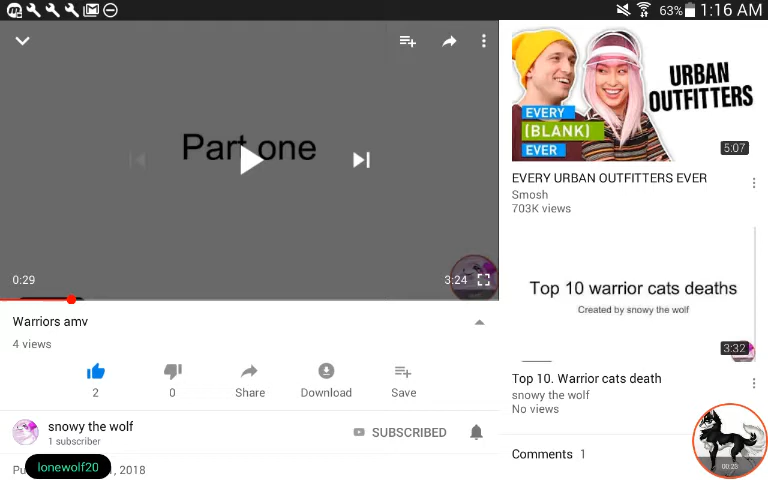 63% 1:16 AM
Part one
0:29
3:24
Warriors amv
4 views
2
0
Share
Download
Save
snowy the wolf
1 subscriber
SUBSCRIBED
lonewolf20
, 2018
URBAN
OUTFITTERS
EVERY
(BLANK)
EVER
5:07
EVERY URBAN OUTFITTERS EVER
Smosh
703K views
Top 10 warrior cats deaths
Created by snowy the wolf
3:32
Top 10. Warrior cats death
snowy the wolf
No views
Comments 1
00:23